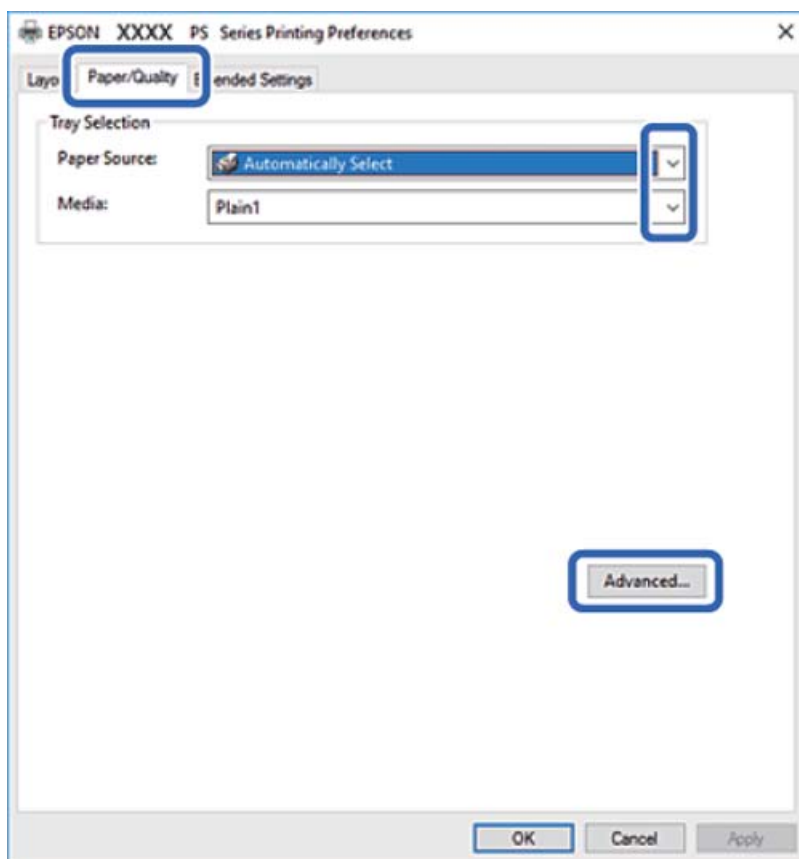 EPSON XXXX PS Series Printing Preferences
Layo Paper/Quality ended Settings
Tray Selection
Paper Source: Automatically Select
Media: Plain1
Advanced...
OK Cancel Apply